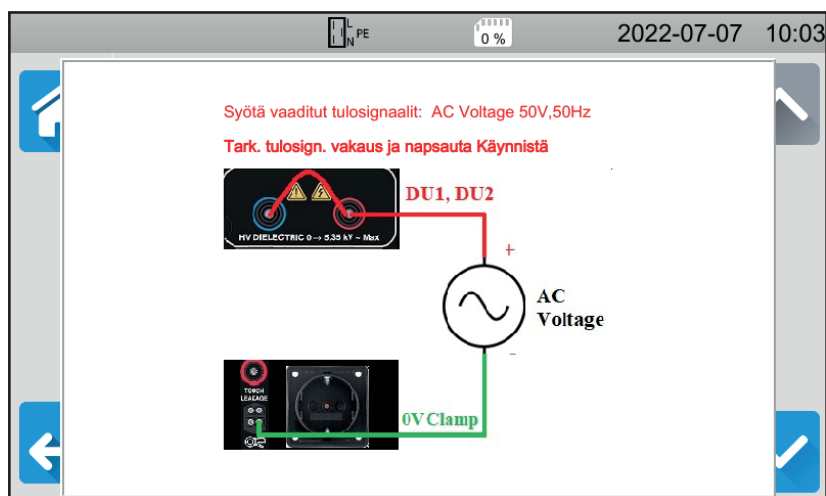 L
N PE
0 %
2022-07-07 10:03
Syötä vaaditut tulosignaalit: AC Voltage 50V,50Hz
Tark. tulosign. vakaus ja napsauta Käynnistä
DU1, DU2
HV DIELECTRIC 0 → 5.35 kV ~ Max
+
AC
Voltage
-
TOUCH
LEAKAGE
0V Clamp